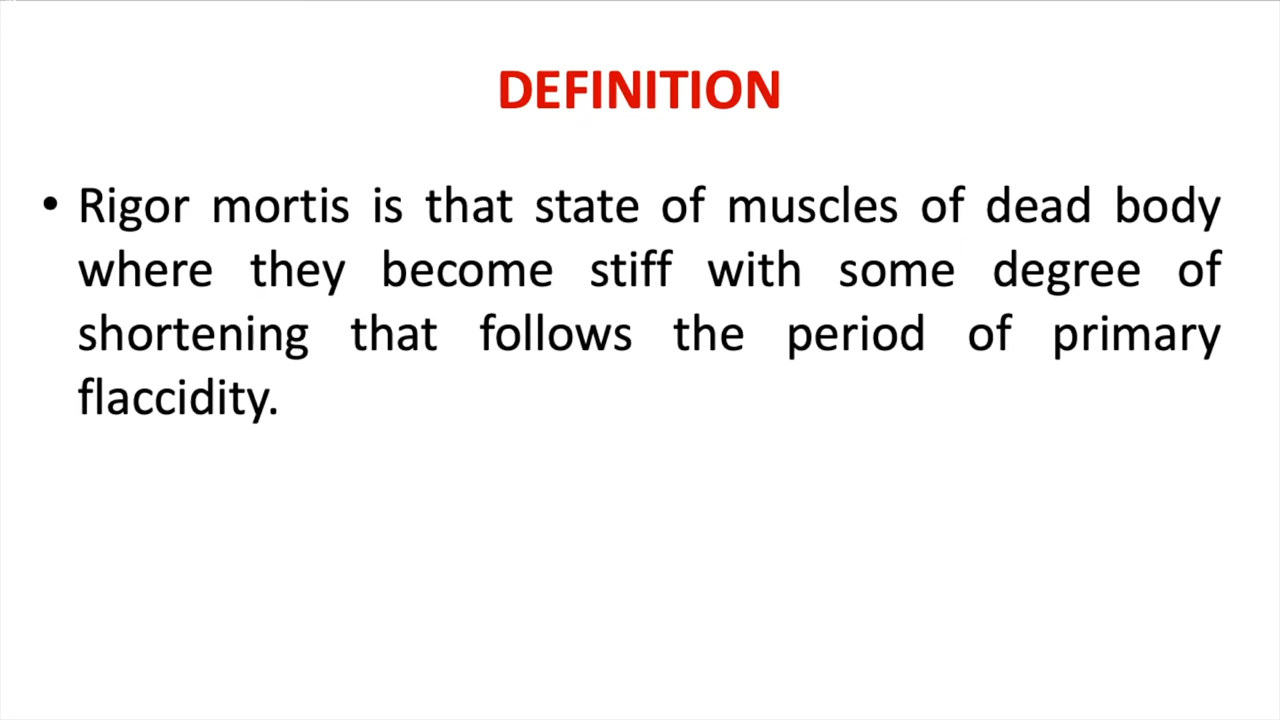 DEFINITION
• Rigor mortis is that state of muscles of dead body
where they become stiff with some degree of
shortening that follows the period of primary
flaccidity.